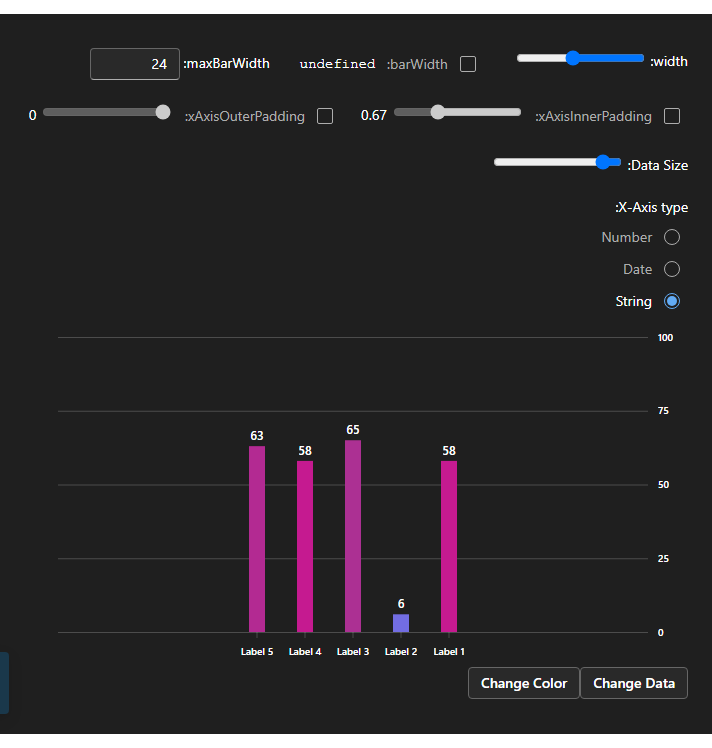 :width
:barWidth undefined
:maxBarWidth 24
:xAxisInnerPadding 0.67
:xAxisOuterPadding 0
:Data Size
:X-Axis type
Number
Date
String
100
75
50
25
0
63 58 65 6 58
Label 5 Label 4 Label 3 Label 2 Label 1
Change Color Change Data